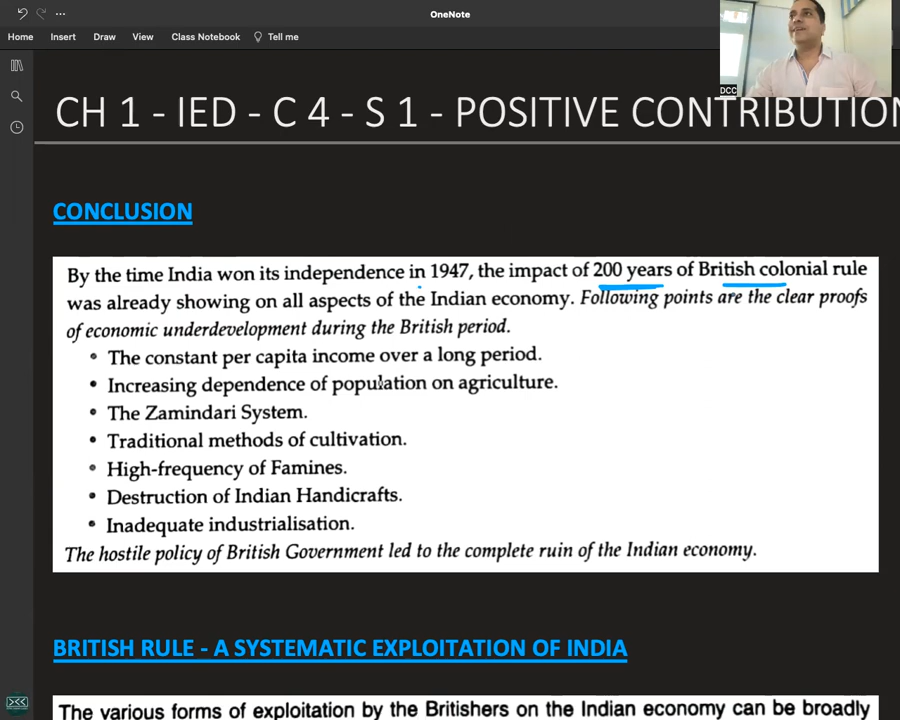 OneNote
Home Insert Draw View Class Notebook Tell me
DCC
CH 1 - IED - C 4 - S 1 - POSITIVE CONTRIBUTION
CONCLUSION
By the time India won its independence in 1947, the impact of 200 years of British colonial rule
was already showing on all aspects of the Indian economy. Following points are the clear proofs
of economic underdevelopment during the British period.
• The constant per capita income over a long period.
• Increasing dependence of population on agriculture.
• The Zamindari System.
• Traditional methods of cultivation.
• High-frequency of Famines.
• Destruction of Indian Handicrafts.
• Inadequate industrialisation.
The hostile policy of British Government led to the complete ruin of the Indian economy.
BRITISH RULE - A SYSTEMATIC EXPLOITATION OF INDIA
The various forms of exploitation by the Britishers on the Indian economy can be broadly